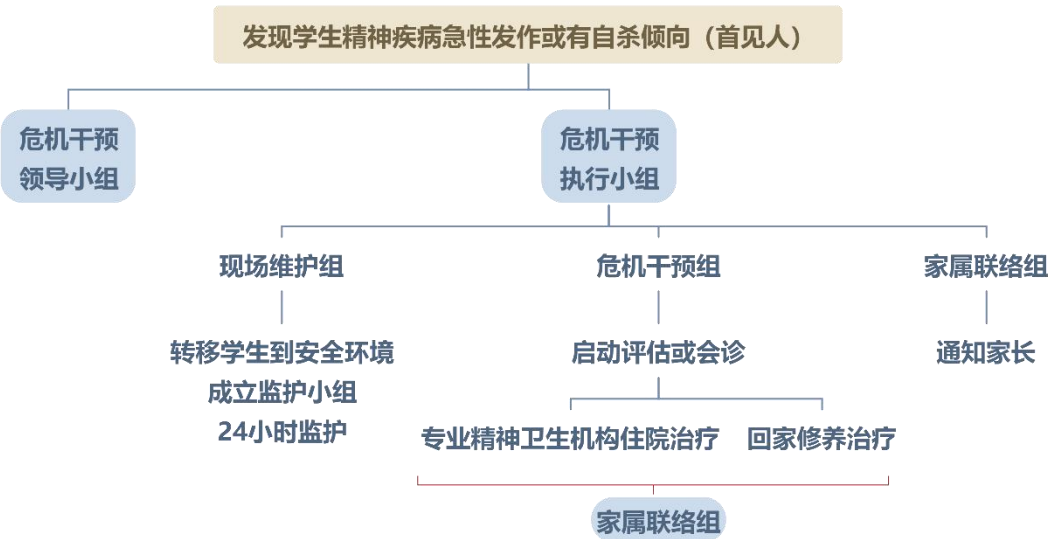 发现学生精神疾病急性发作或有自杀倾向（首见人）
危机干预
领导小组
危机干预
执行小组
现场维护组
危机干预组
家属联络组
转移学生到安全环境
成立监护小组
24小时监护
启动评估或会诊
通知家长
专业精神卫生机构住院治疗
回家修养治疗
家属联络组